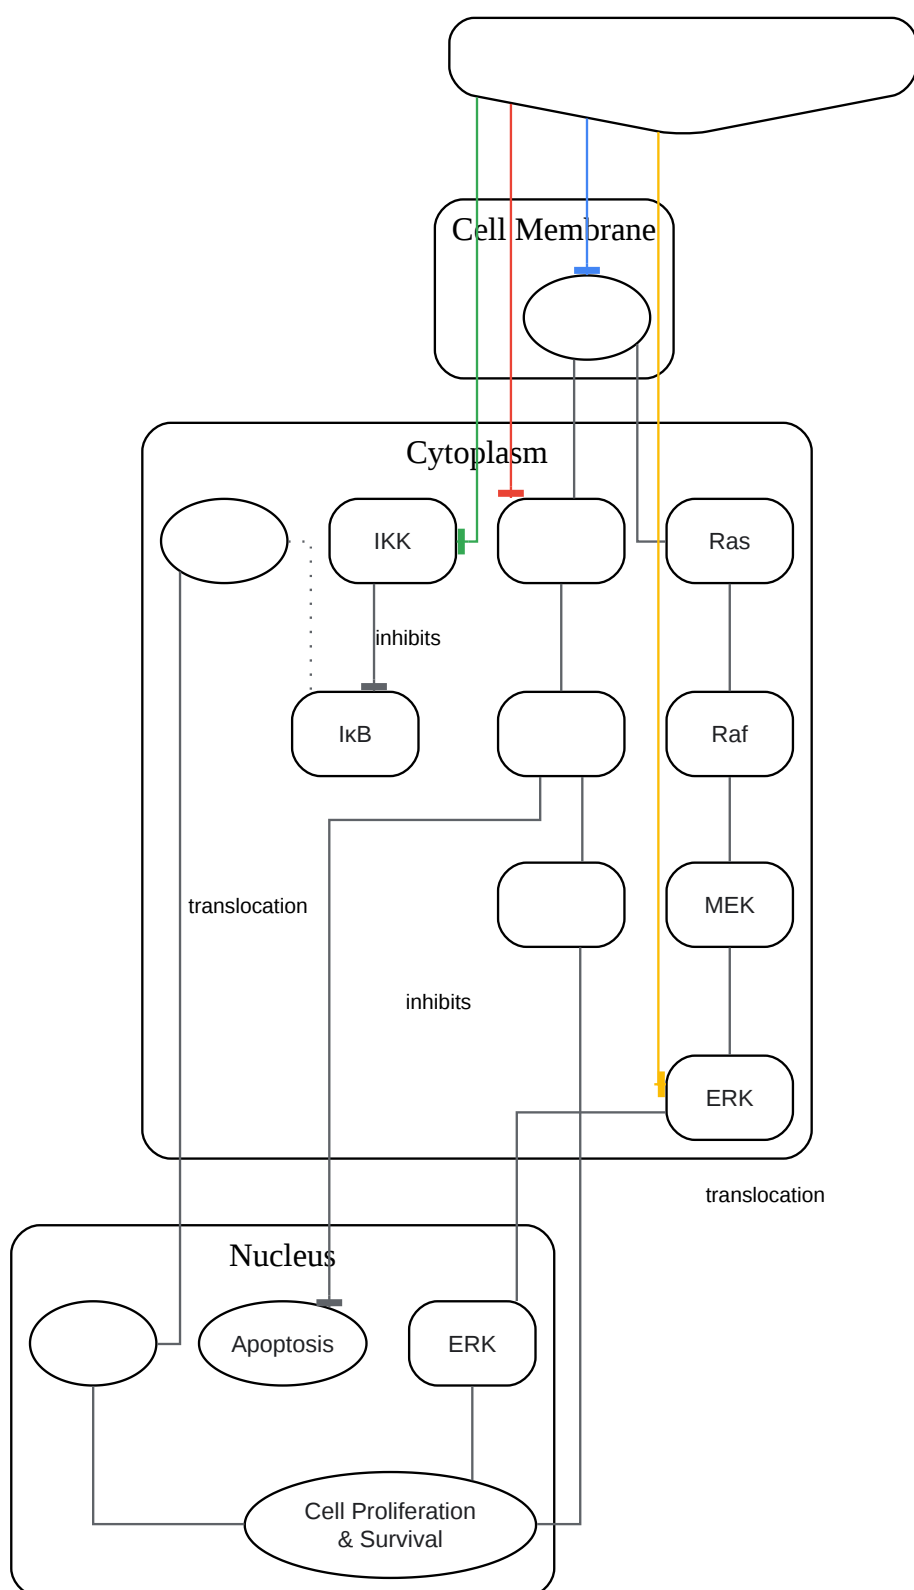 Cell Membrane
Cytoplasm
IKK
Ras
inhibits
IκB
Raf
translocation
MEK
inhibits
ERK
translocation
Nucleus
Apoptosis
ERK
Cell Proliferation
& Survival